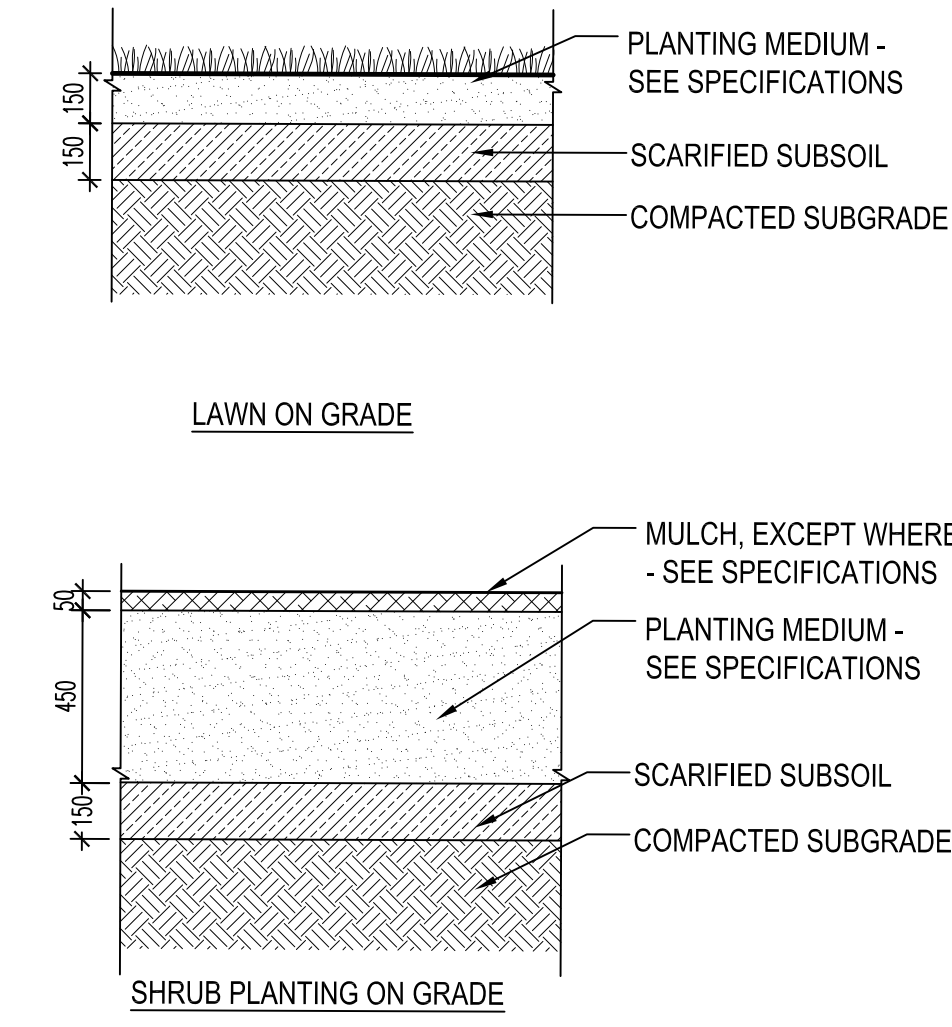 PLANTING MEDIUM -
SEE SPECIFICATIONS
150
150
SCARIFIED SUBSOIL
COMPACTED SUBGRADE
LAWN ON GRADE
MULCH, EXCEPT WHERE
- SEE SPECIFICATIONS
50
PLANTING MEDIUM -
SEE SPECIFICATIONS
450
SCARIFIED SUBSOIL
150
COMPACTED SUBGRADE
SHRUB PLANTING ON GRADE